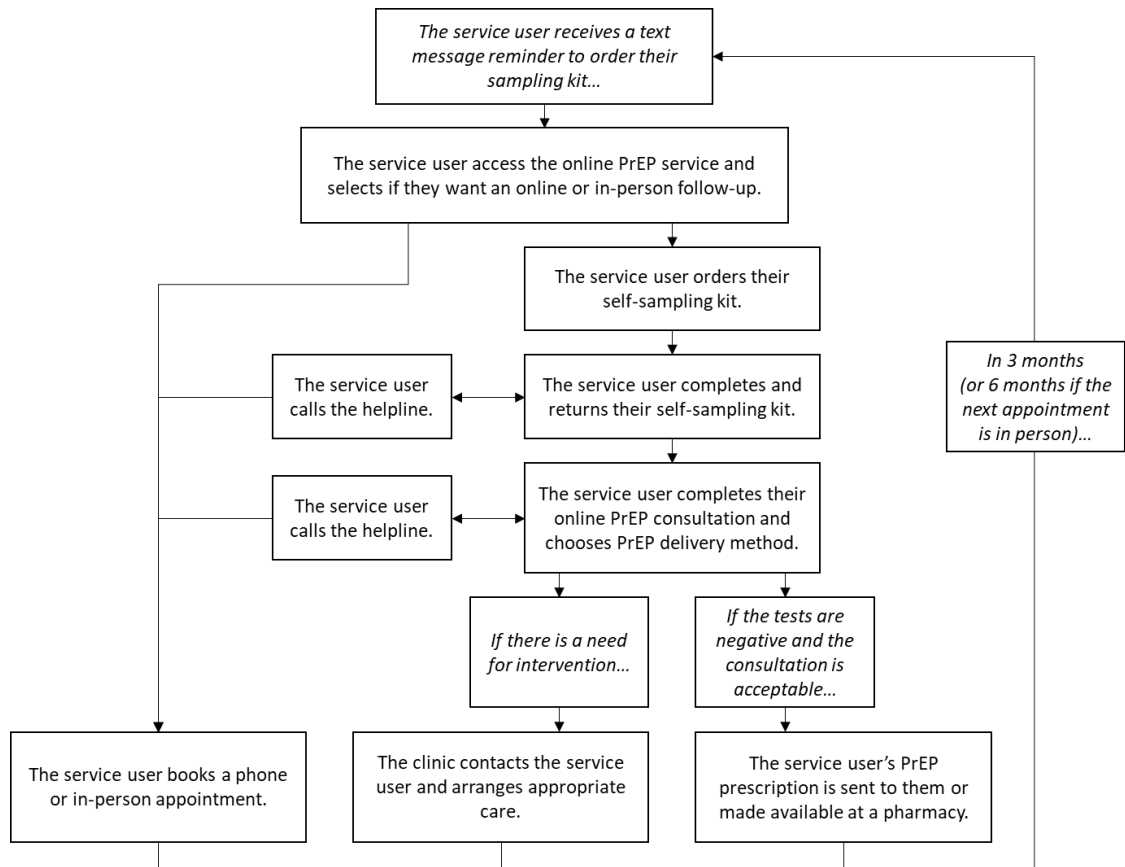 The service user receives a text
message reminder to order their
sampling kit...
The service user access the online PrEP service and
selects if they want an online or in-person follow-up.
The service user orders their
self-sampling kit.
In 3 months
(or 6 months if the
next appointment
is in person)...
The service user
calls the helpline.
The service user completes and
returns their self-sampling kit.
The service user
calls the helpline.
The service user completes their
online PrEP consultation and
chooses PrEP delivery method.
If there is a need
for intervention...
If the tests are
negative and the
consultation is
acceptable...
The service user books a phone
or in-person appointment.
The clinic contacts the service
user and arranges appropriate
care.
The service user's PrEP
prescription is sent to them or
made available at a pharmacy.